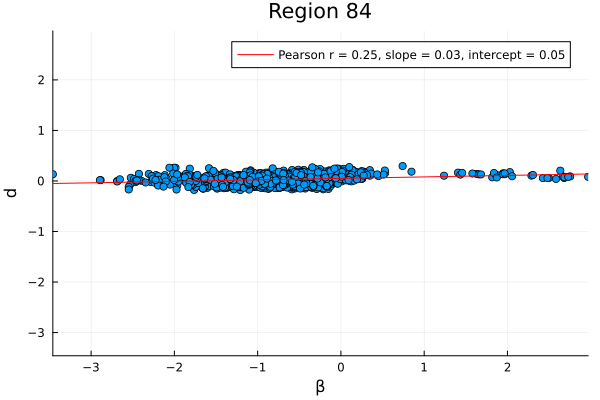 Region 84
Pearson r = 0.25, slope = 0.03, intercept = 0.05
2
1
0
−1
−2
−3
d
−3 −2 −1 0 1 2
β